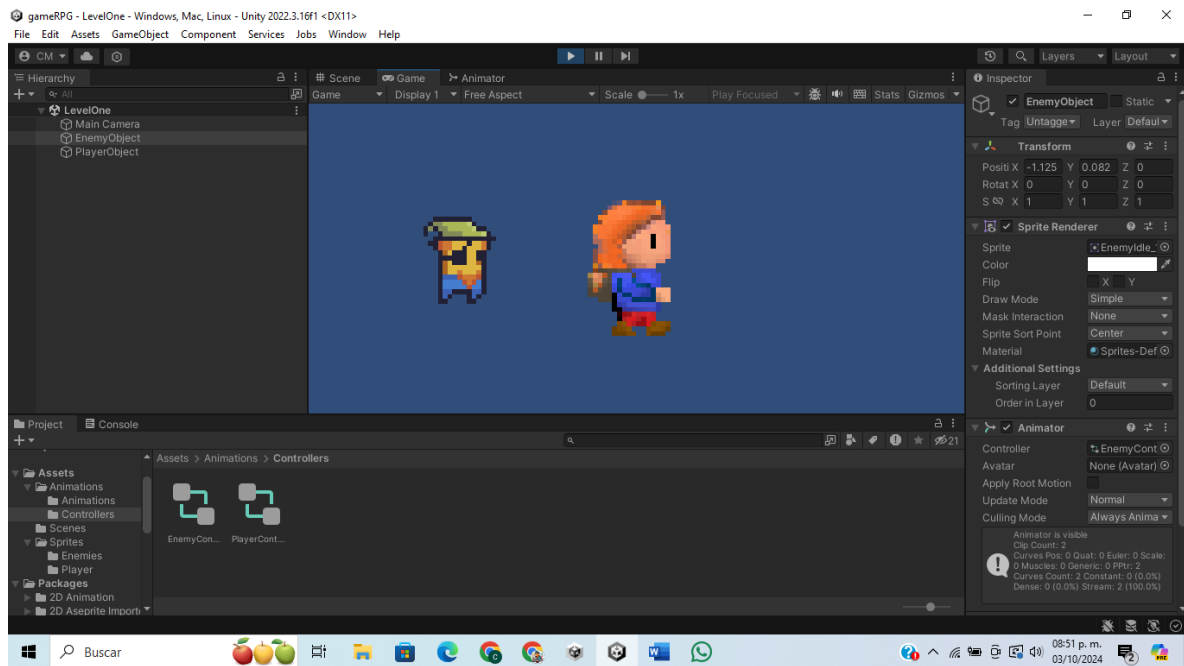 gameRPG - LevelOne - Windows, Mac, Linux - Unity 2022.3.16f1 <DX11>
File Edit Assets GameObject Component Services Jobs Window Help
CM Layers Layout
Hierarchy Scene Game Animator Inspector
All Game Display 1 Free Aspect Scale 1x Play Focused Stats Gizmos
LevelOne
Main Camera
EnemyObject
PlayerObject
EnemyObject Static
Tag Untagge Layer Defaul
Transform
Positi X -1.125 Y 0.082 Z 0
Rotat X 0 Y 0 Z 0
S X 1 Y 1 Z 1
Sprite Renderer
Sprite EnemyIdle_
Color
Flip X Y
Draw Mode Simple
Mask Interaction None
Sprite Sort Point Center
Material Sprites-Def
Additional Settings
Sorting Layer Default
Order in Layer 0
Animator
Controller EnemyCont
Avatar None (Avatar)
Apply Root Motion
Update Mode Normal
Culling Mode Always Anima
Animator is visible
Clip Count: 2
Curves Pos: 0 Quat: 0 Euler: 0 Scale:
0 Muscles: 0 Generic: 0 PPtr: 2
Curves Count: 2 Constant: 0 (0.0%)
Dense: 0 (0.0%) Stream: 2 (100.0%)
Project Console
21
Assets
Animations
Animations
Controllers
Scenes
Sprites
Enemies
Player
Packages
2D Animation
2D Aseprite Importe
Assets > Animations > Controllers
EnemyCon... PlayerCont...
Buscar
08:51 p. m.
03/10/2024
2
PRE